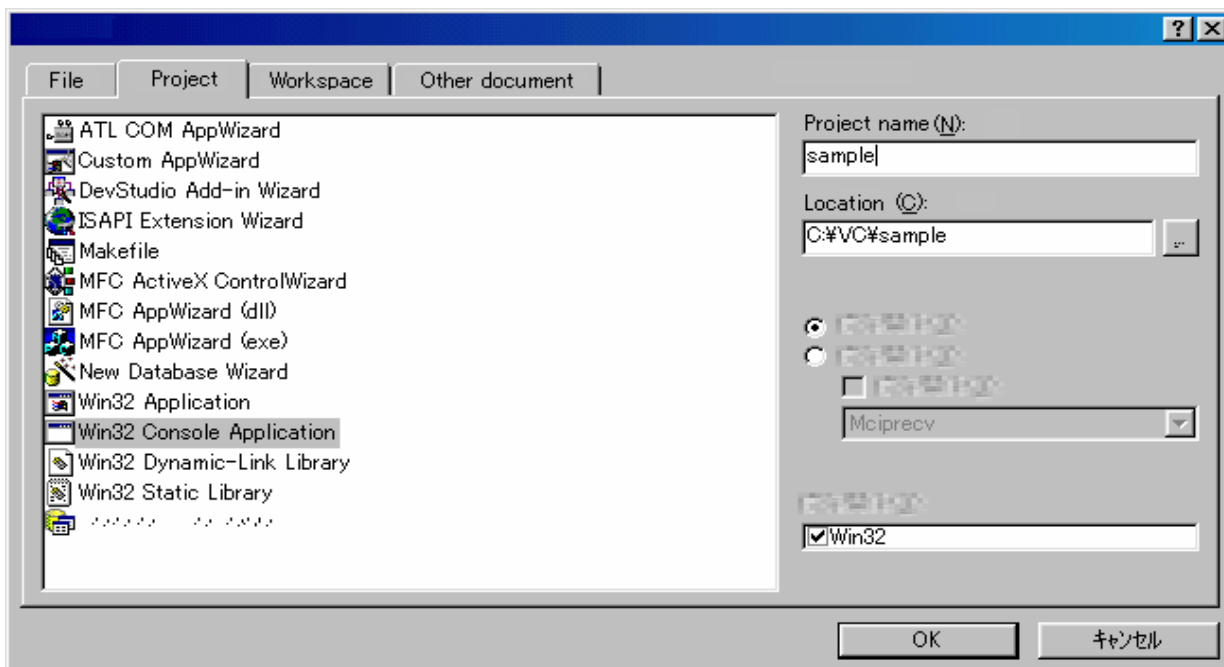 File
Project
Workspace
Other document
ATL COM AppWizard
Custom AppWizard
DevStudio Add-in Wizard
ISAPI Extension Wizard
Makefile
MFC ActiveX ControlWizard
MFC AppWizard (dll)
MFC AppWizard (exe)
New Database Wizard
Win32 Application
Win32 Console Application
Win32 Dynamic-Link Library
Win32 Static Library
Project name (N):
sample
Location (C):
C:¥VC¥sample
...
Mciprecv
Win32
OK
キャンセル